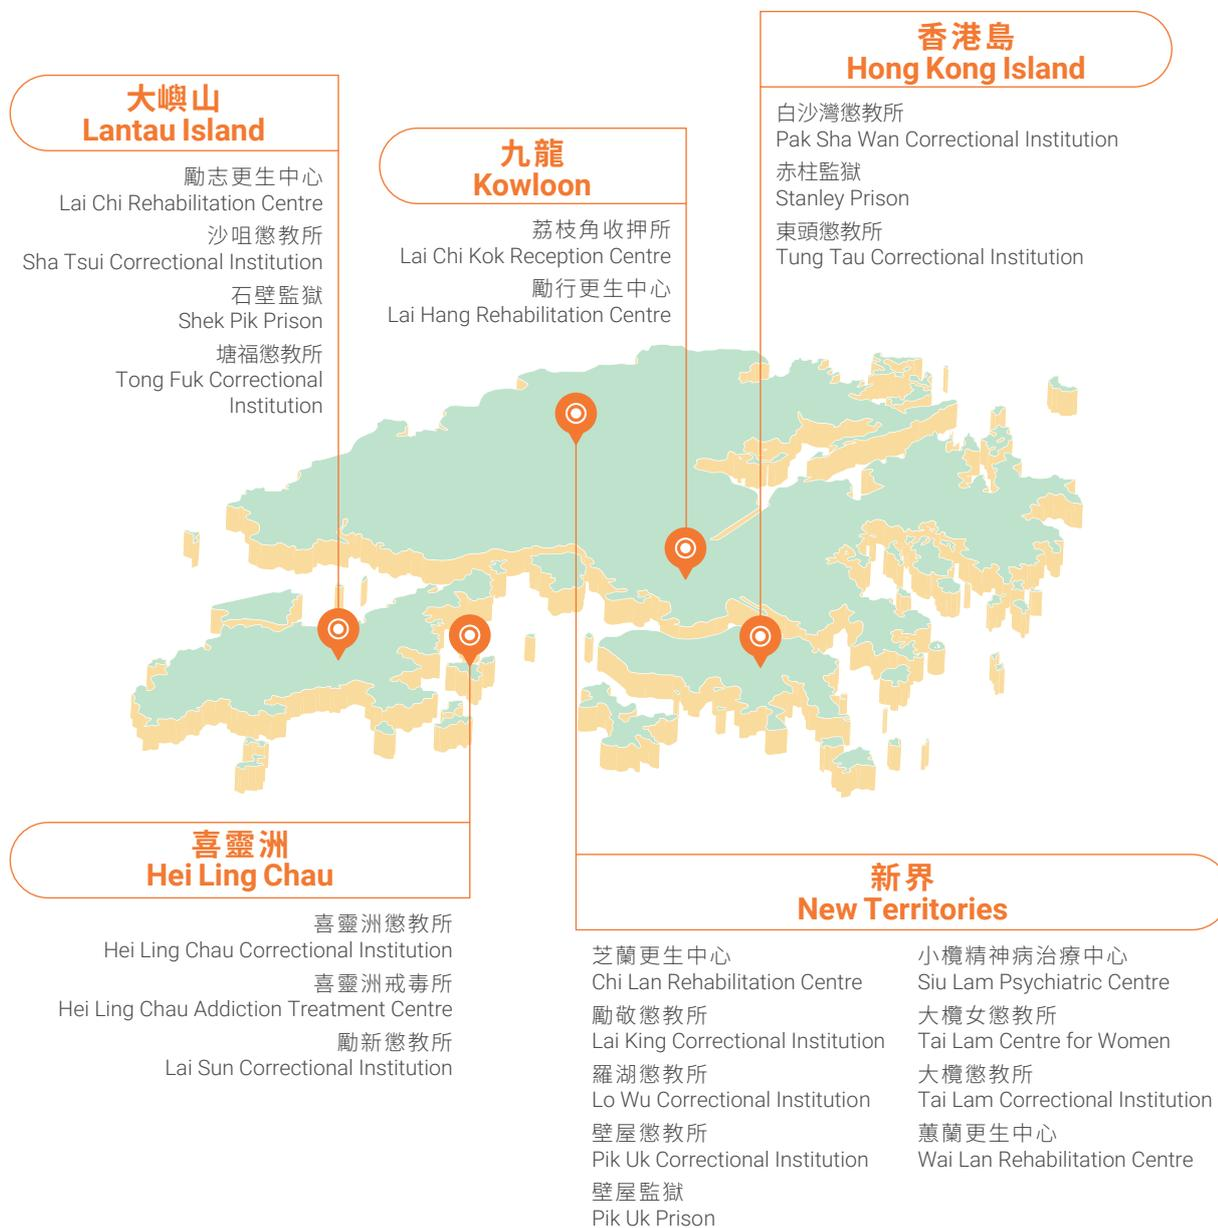 香港島
Hong Kong Island
白沙灣懲教所
Pak Sha Wan Correctional Institution
赤柱監獄
Stanley Prison
東頭懲教所
Tung Tau Correctional Institution
大嶼山
Lantau Island
勵志更生中心
Lai Chi Rehabilitation Centre
沙咀懲教所
Sha Tsui Correctional Institution
石壁監獄
Shek Pik Prison
塘福懲教所
Tong Fuk Correctional
Institution
九龍
Kowloon
荔枝角收押所
Lai Chi Kok Reception Centre
勵行更生中心
Lai Hang Rehabilitation Centre
喜靈洲
Hei Ling Chau
喜靈洲懲教所
Hei Ling Chau Correctional Institution
喜靈洲戒毒所
Hei Ling Chau Addiction Treatment Centre
勵新懲教所
Lai Sun Correctional Institution
新界
New Territories
芝蘭更生中心
Chi Lan Rehabilitation Centre
勵敬懲教所
Lai King Correctional Institution
羅湖懲教所
Lo Wu Correctional Institution
壁屋懲教所
Pik Uk Correctional Institution
壁屋監獄
Pik Uk Prison
小欖精神病治療中心
Siu Lam Psychiatric Centre
大欖女懲教所
Tai Lam Centre for Women
大欖懲教所
Tai Lam Correctional Institution
蕙蘭更生中心
Wai Lan Rehabilitation Centre